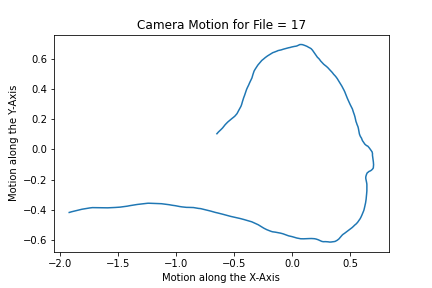 Camera Motion for File = 17
Motion along the Y-Axis
0.6
0.4
0.2
0.0
−0.2
−0.4
−0.6
−2.0 −1.5 −1.0 −0.5 0.0 0.5
Motion along the X-Axis